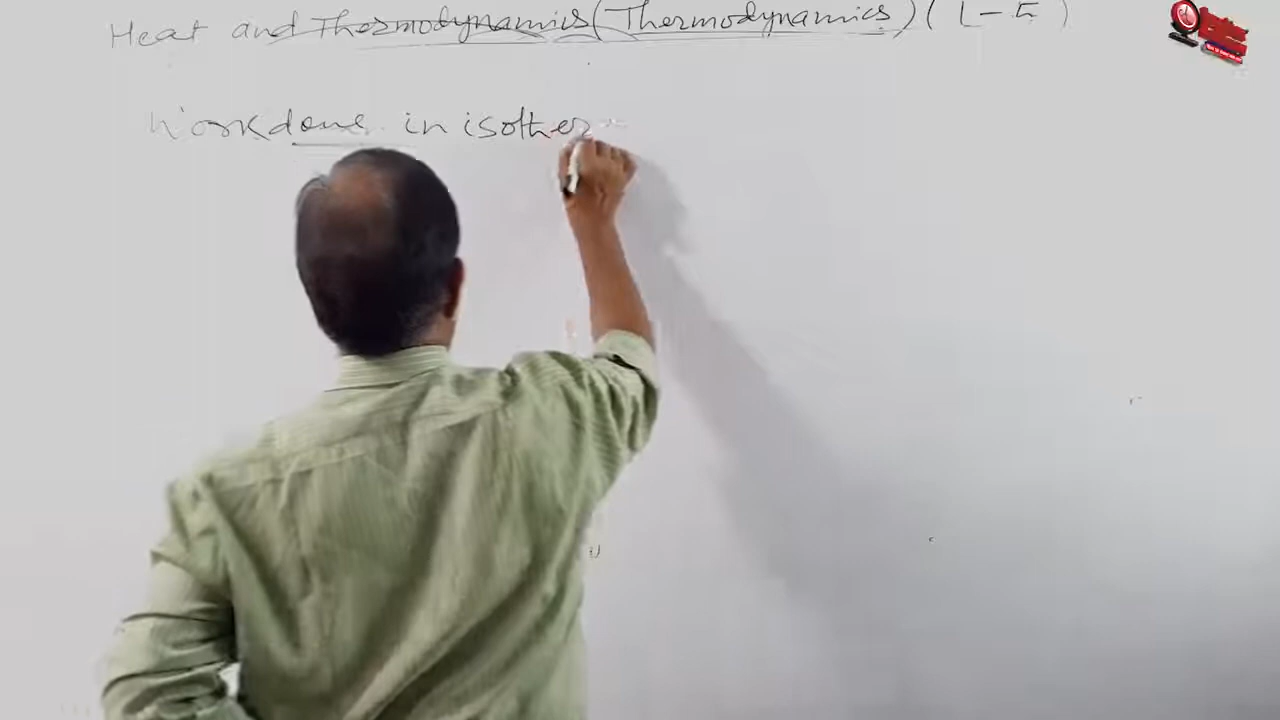 Heat and Thermodynamics (Thermodynamics) (L-5)
Workdone in isother